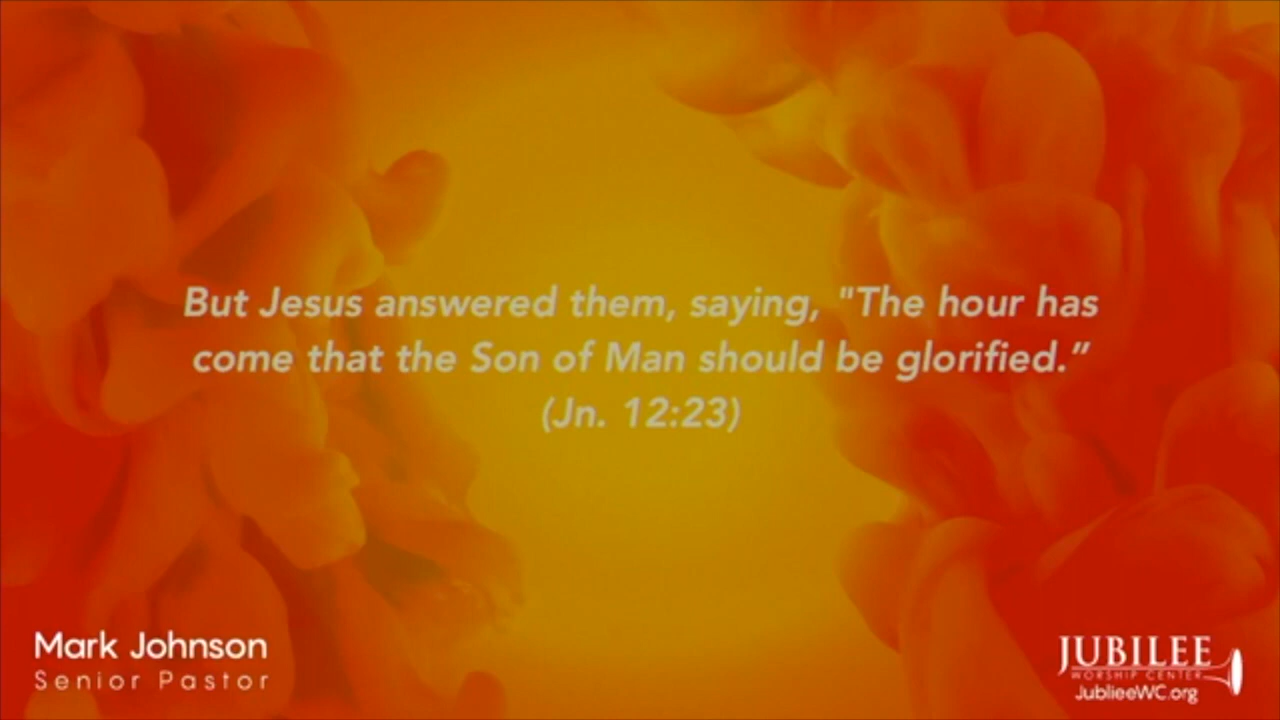 But Jesus answered them, saying, "The hour has
come that the Son of Man should be glorified.”
(Jn. 12:23)
Mark Johnson
Senior Pastor
JUBILEE
WORSHIP CENTER
JublieeWC.org